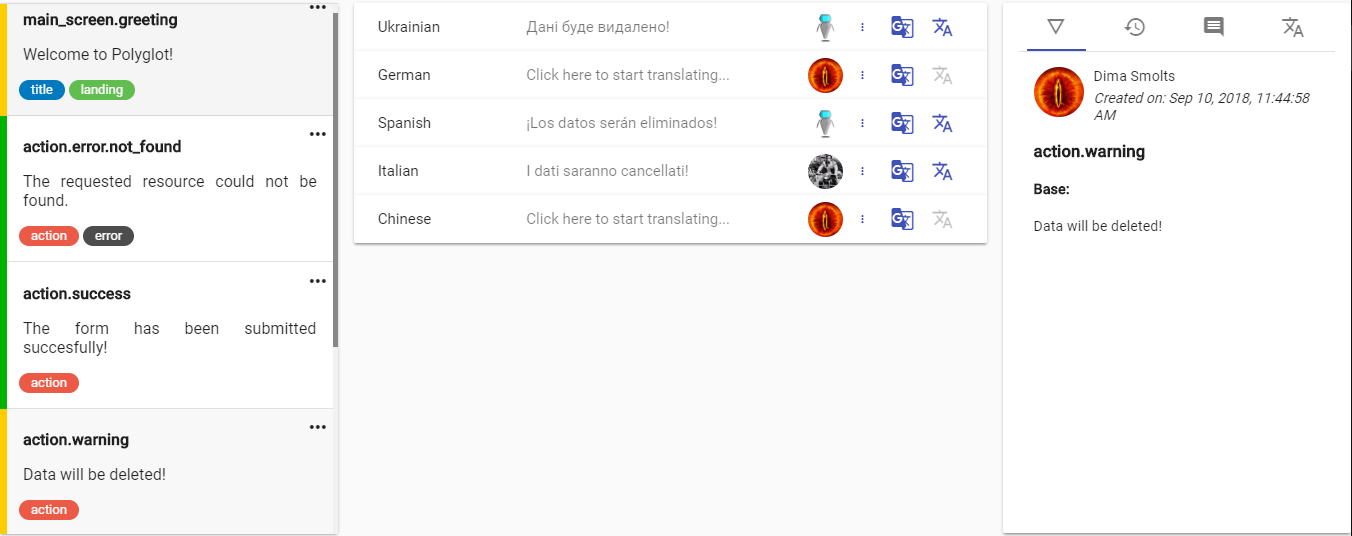 main_screen.greeting
Welcome to Polyglot!
title landing
action.error.not_found
The requested resource could not be
found.
action error
action.success
The form has been submitted
succesfully!
action
action.warning
Data will be deleted!
action
Ukrainian Дані буде видалено!
German Click here to start translating...
Spanish ¡Los datos serán eliminados!
Italian I dati saranno cancellati!
Chinese Click here to start translating...
Dima Smolts
Created on: Sep 10, 2018, 11:44:58
AM
action.warning
Base:
Data will be deleted!